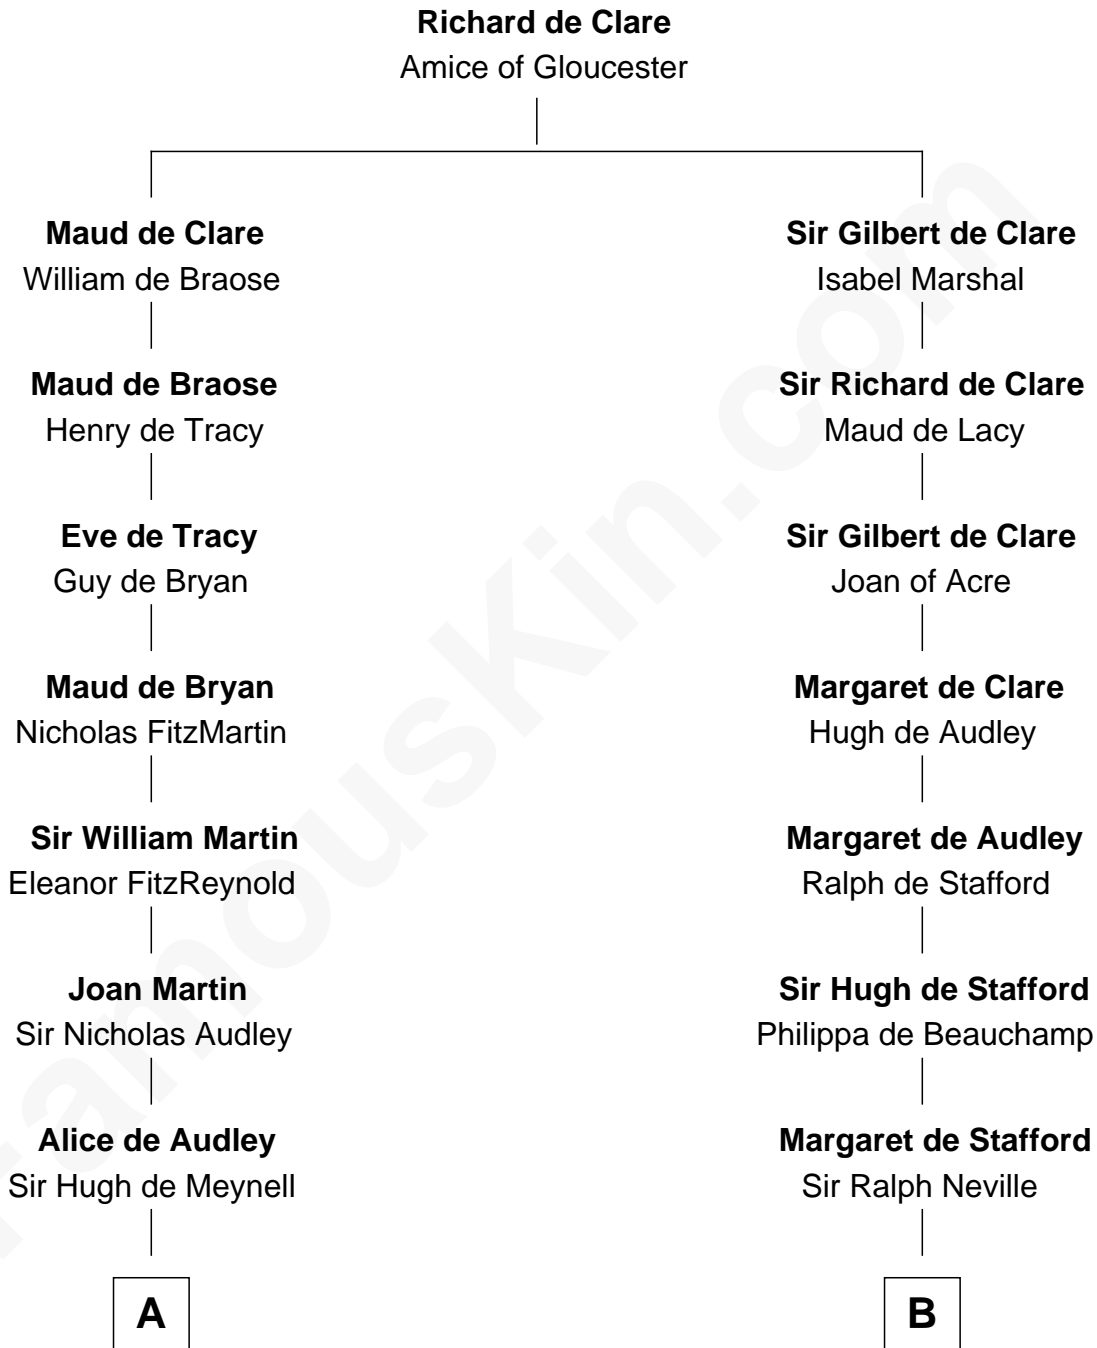 Richard de Clare
Amice of Gloucester
Maud de Clare
William de Braose
Maud de Braose
Henry de Tracy
Eve de Tracy
Guy de Bryan
Maud de Bryan
Nicholas FitzMartin
Sir William Martin
Eleanor FitzReynold
Joan Martin
Sir Nicholas Audley
Alice de Audley
Sir Hugh de Meynell
A
Sir Gilbert de Clare
Isabel Marshal
Sir Richard de Clare
Maud de Lacy
Sir Gilbert de Clare
Joan of Acre
Margaret de Clare
Hugh de Audley
Margaret de Audley
Ralph de Stafford
Sir Hugh de Stafford
Philippa de Beauchamp
Margaret de Stafford
Sir Ralph Neville
B
FamousKin.com